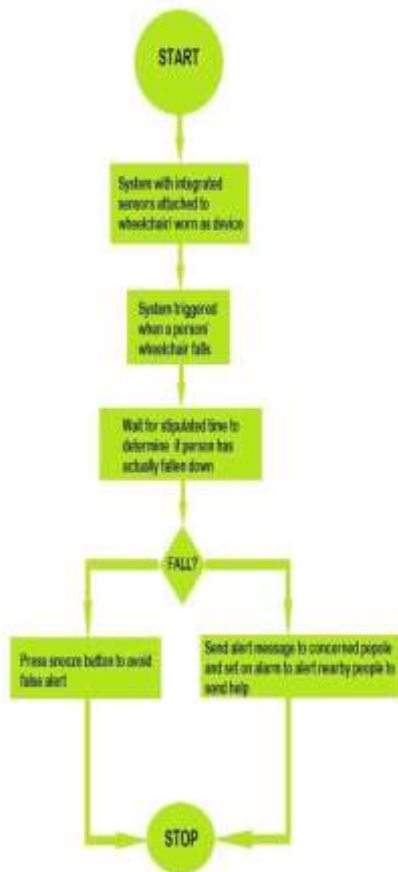 START
System with integrated
sensors attached to
wheelchair/ worn as device
System triggered
when a person/
wheelchair falls
Wait for stipulated time to
determine if person has
actually fallen down
FALL?
Press snooze button to avoid
false alert
Send alert message to concerned popole
and set on alarm to alert nearby people to
send help
STOP